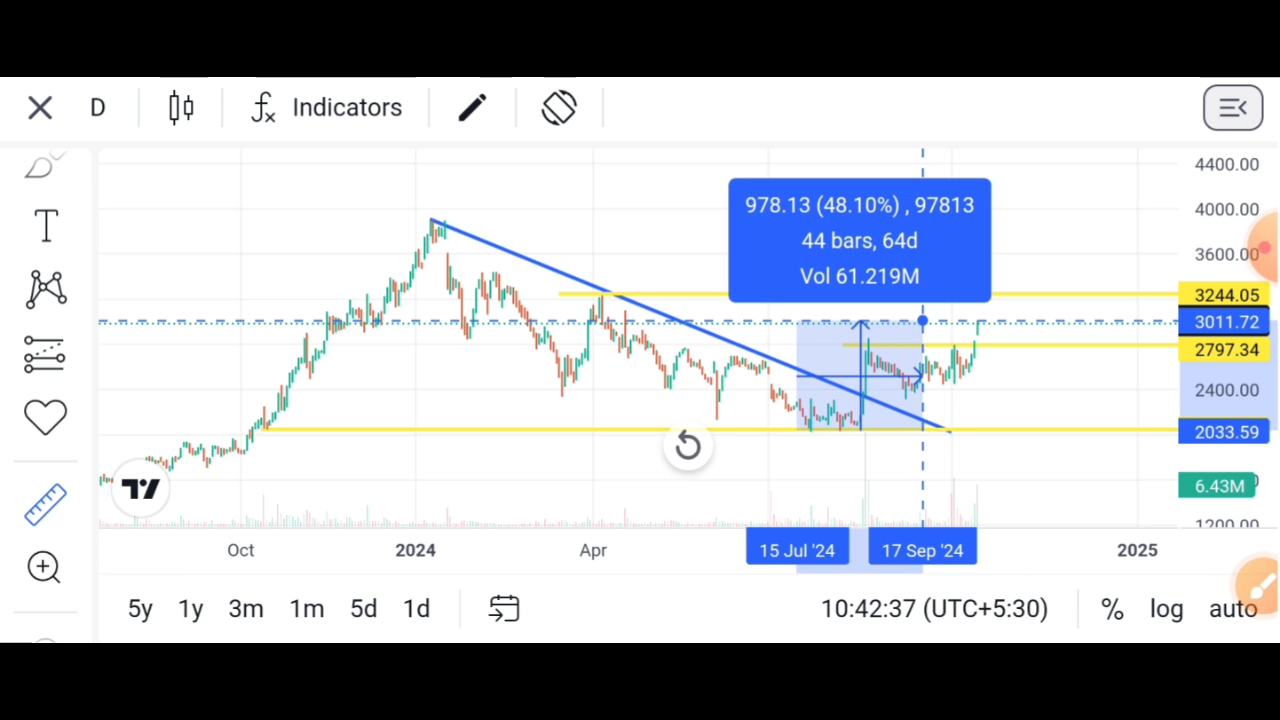 D
Indicators
T
978.13 (48.10%) , 97813
44 bars, 64d
Vol 61.219M
4400.00
4000.00
3600.00
3244.05
3011.72
2797.34
2400.00
2033.59
6.43M
1200.00
Oct
2024
Apr
15 Jul '24
17 Sep '24
2025
5y 1y 3m 1m 5d 1d
10:42:37 (UTC+5:30)
% log auto